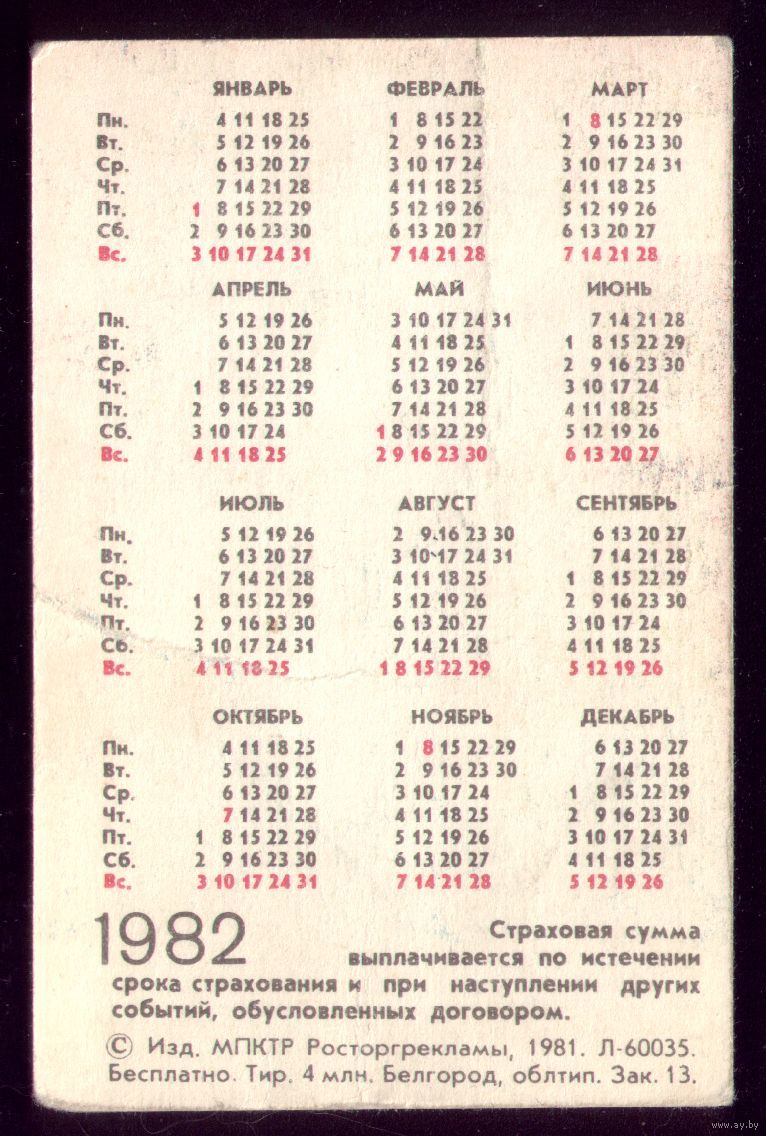 ЯНВАРЬ ФЕВРАЛЬ МАРТ
Пн. 4 11 18 25 1 8 15 22 1 8 15 22 29
Вт. 5 12 19 26 2 9 16 23 2 9 16 23 30
Ср. 6 13 20 27 3 10 17 24 3 10 17 24 31
Чт. 7 14 21 28 4 11 18 25 4 11 18 25
Пт. 1 8 15 22 29 5 12 19 26 5 12 19 26
Сб. 2 9 16 23 30 6 13 20 27 6 13 20 27
Вс. 3 10 17 24 31 7 14 21 28 7 14 21 28
АПРЕЛЬ МАЙ ИЮНЬ
Пн. 5 12 19 26 3 10 17 24 31 7 14 21 28
Вт. 6 13 20 27 4 11 18 25 1 8 15 22 29
Ср. 7 14 21 28 5 12 19 26 2 9 16 23 30
Чт. 1 8 15 22 29 6 13 20 27 3 10 17 24
Пт. 2 9 16 23 30 7 14 21 28 4 11 18 25
Сб. 3 10 17 24 1 8 15 22 29 5 12 19 26
Вс. 4 11 18 25 2 9 16 23 30 6 13 20 27
ИЮЛЬ АВГУСТ СЕНТЯБРЬ
Пн. 5 12 19 26 2 9 16 23 30 6 13 20 27
Вт. 6 13 20 27 3 10 17 24 31 7 14 21 28
Ср. 7 14 21 28 4 11 18 25 1 8 15 22 29
Чт. 1 8 15 22 29 5 12 19 26 2 9 16 23 30
Пт. 2 9 16 23 30 6 13 20 27 3 10 17 24
Сб. 3 10 17 24 31 7 14 21 28 4 11 18 25
Вс. 4 11 18 25 1 8 15 22 29 5 12 19 26
ОКТЯБРЬ НОЯБРЬ ДЕКАБРЬ
Пн. 4 11 18 25 1 8 15 22 29 6 13 20 27
Вт. 5 12 19 26 2 9 16 23 30 7 14 21 28
Ср. 6 13 20 27 3 10 17 24 1 8 15 22 29
Чт. 7 14 21 28 4 11 18 25 2 9 16 23 30
Пт. 1 8 15 22 29 5 12 19 26 3 10 17 24 31
Сб. 2 9 16 23 30 6 13 20 27 4 11 18 25
Вс. 3 10 17 24 31 7 14 21 28 5 12 19 26
1982 Страховая сумма
выплачивается по истечении
срока страхования и при наступлении других
событий, обусловленных договором.
© Изд. МПКТР Росторгрекламы, 1981. Л-60035.
Бесплатно. Тир. 4 млн. Белгород, облтип. Зак. 13.
www.ay.by